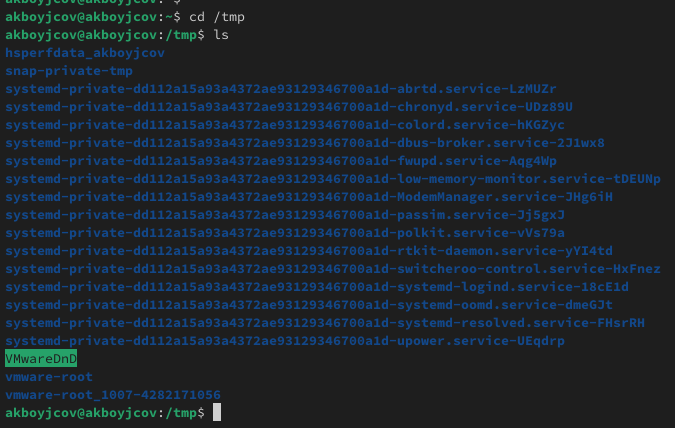 akboyjcov@akboyjcov:~$
akboyjcov@akboyjcov:~$ cd /tmp
akboyjcov@akboyjcov:/tmp$ ls
hsperfdata_akboyjcov
snap-private-tmp
systemd-private-dd112a15a93a4372ae93129346700a1d-abrtd.service-LzMUZr
systemd-private-dd112a15a93a4372ae93129346700a1d-chronyd.service-UDz89U
systemd-private-dd112a15a93a4372ae93129346700a1d-colord.service-hKGZyc
systemd-private-dd112a15a93a4372ae93129346700a1d-dbus-broker.service-2J1wx8
systemd-private-dd112a15a93a4372ae93129346700a1d-fwupd.service-Aqg4Wp
systemd-private-dd112a15a93a4372ae93129346700a1d-low-memory-monitor.service-tDEUNp
systemd-private-dd112a15a93a4372ae93129346700a1d-ModemManager.service-JHg6iH
systemd-private-dd112a15a93a4372ae93129346700a1d-passim.service-Jj5gxJ
systemd-private-dd112a15a93a4372ae93129346700a1d-polkit.service-vVs79a
systemd-private-dd112a15a93a4372ae93129346700a1d-rtkit-daemon.service-yYI4td
systemd-private-dd112a15a93a4372ae93129346700a1d-switcheroo-control.service-HxFnez
systemd-private-dd112a15a93a4372ae93129346700a1d-systemd-logind.service-18cE1d
systemd-private-dd112a15a93a4372ae93129346700a1d-systemd-oomd.service-dmeGJt
systemd-private-dd112a15a93a4372ae93129346700a1d-systemd-resolved.service-FHsrRH
systemd-private-dd112a15a93a4372ae93129346700a1d-upower.service-UEqdrp
VMwareDnD
vmware-root
vmware-root_1007-4282171056
akboyjcov@akboyjcov:/tmp$